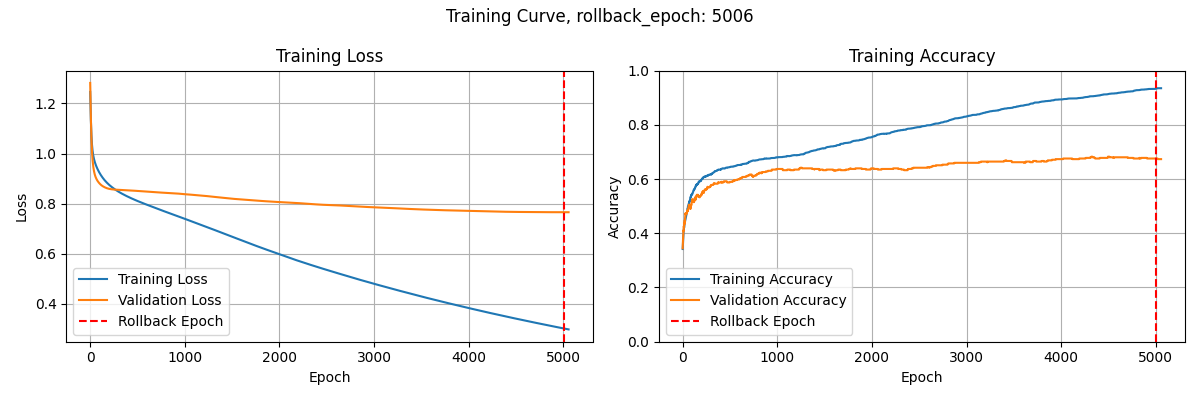 Training Curve, rollback_epoch: 5006
Training Loss
1.2
1.0
0.8
0.6
0.4
Loss
Training Loss
Validation Loss
Rollback Epoch
0 1000 2000 3000 4000 5000
Epoch
Training Accuracy
1.0
0.8
0.6
0.4
0.2
0.0
Accuracy
Training Accuracy
Validation Accuracy
Rollback Epoch
0 1000 2000 3000 4000 5000
Epoch